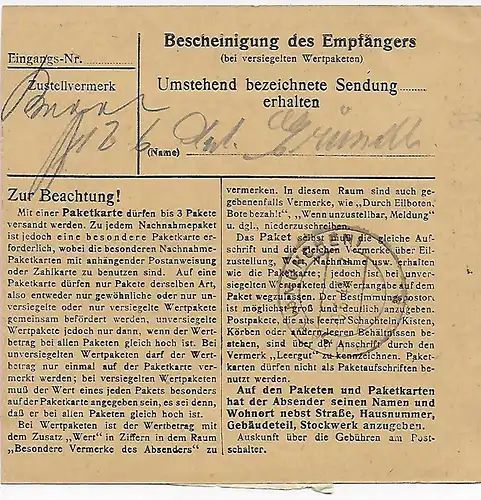 Bescheinigung des Empfängers
(bei versiegelten Wertpaketen)
Eingangs-Nr.
Zustellvermerk
Umstehend bezeichnete Sendung
erhalten
(Name)
Zur Beachtung!
Mit einer Paketkarte dürfen bis 3 Pakete
versandt werden. Zu jedem Nachnahmepaket
ist jedoch eine besondere Paketkarte er-
forderlich, wobei die besonderen Nachnahme-
Paketkarten mit anhängender Postanweisung
oder Zahlkarte zu benutzen sind. Auf eine
Paketkarte dürfen nur Pakete derselben Art,
also entweder nur gewöhnliche oder nur un-
versiegelte oder nur versiegelte Wertpakete
gemeinsam befördert werden, unversiegelte
Wertpakete jedoch nur dann, wenn der Wert-
betrag bei allen Paketen gleich hoch ist. Bei
unversiegelten Wertpaketen darf der Wert-
betrag nur einmal auf der Paketkarte ver-
merkt werden; bei versiegelten Wertpaketen
muß der Wert eines jeden Pakets besonders
auf der Paketkarte angegeben sein, es sei denn,
daß er bei allen Paketen gleich hoch ist.
Bei Wertpaketen ist der Wertbetrag mit
dem Zusatz „Wert" in Ziffern in dem Raum
„Besondere Vermerke des Absenders" zu
vermerken. In diesem Raum sind auch ge-
gebenenfalls Vermerke, wie „Durch Eilboten,
Bote bezahlt", „Wenn unzustellbar, Meldung"
u. dgl., niederzuschreiben.
Das Paket selbst muß die gleiche Auf-
schrift und die gleichen Vermerke über Eil-
zustellung, Wert, Nachnahme usw. erhalten
wie die Paketkarte; jedoch ist bei unver-
siegelten Wertpaketen die Wertangabe auf dem
Paket wegzulassen. Der Bestimmungspostort
ist möglichst groß und deutlich anzugeben.
Postpakete, die aus leeren Schachteln, Kisten,
Körben oder andern leeren Behältnissen be-
stehen, sind über der Anschrift durch den
Vermerk „Leergut" zu kennzeichnen. Paket-
karten dürfen nicht als Paketaufschriften be-
nutzt werden.
Auf den Paketen und Paketkarten
hat der Absender seinen Namen und
Wohnort nebst Straße, Hausnummer,
Gebäudeteil, Stockwerk anzugeben.
Auskunft über die Gebühren am Post-
schalter.